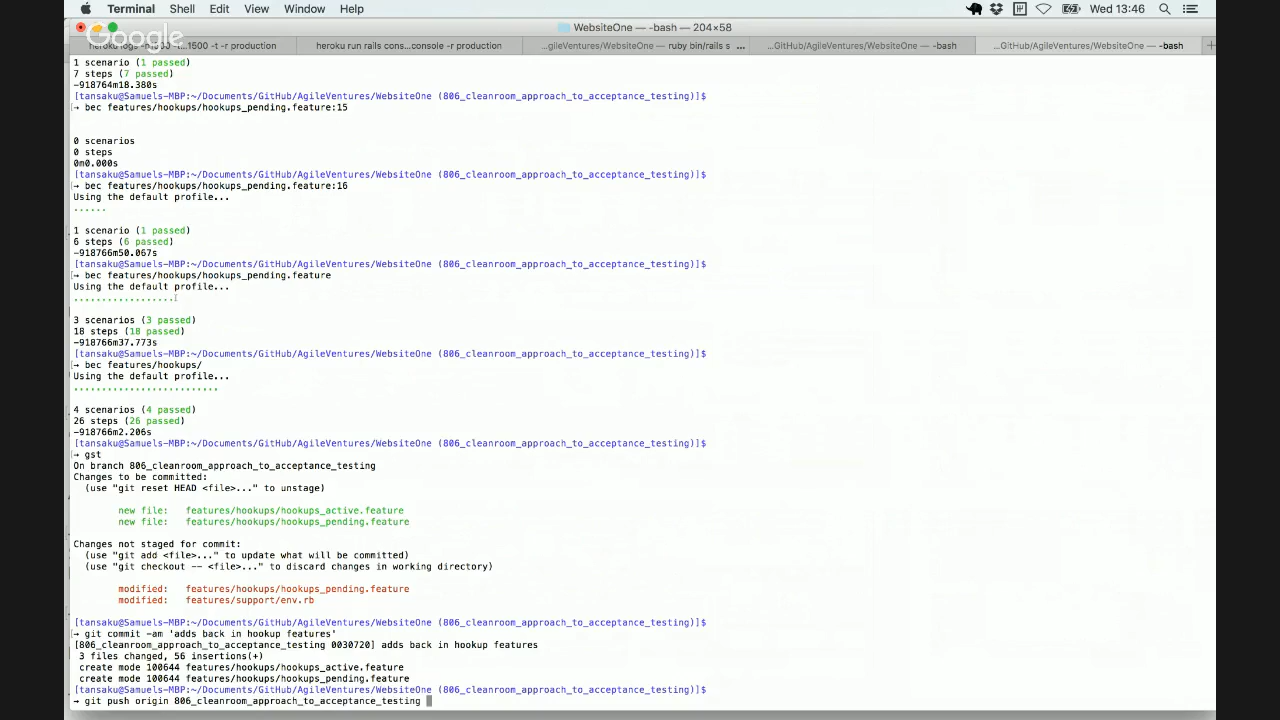 Terminal Shell Edit View Window Help Wed 13:46
WebsiteOne — -bash — 204×58
Google
heroku run rails cons...console -r production ...gileVentures/WebsiteOne — ruby bin/rails s ... ...GitHub/AgileVentures/WebsiteOne — -bash ...GitHub/AgileVentures/WebsiteOne — -bash
1 scenario (1 passed)
7 steps (7 passed)
-918764m18.380s
[tansaku@Samuels-MBP:~/Documents/GitHub/AgileVentures/WebsiteOne (806_cleanroom_approach_to_acceptance_testing)]$
→ bec features/hookups/hookups_pending.feature:15
0 scenarios
0 steps
0m0.000s
[tansaku@Samuels-MBP:~/Documents/GitHub/AgileVentures/WebsiteOne (806_cleanroom_approach_to_acceptance_testing)]$
→ bec features/hookups/hookups_pending.feature:16
Using the default profile...
......
1 scenario (1 passed)
6 steps (6 passed)
-918766m50.067s
[tansaku@Samuels-MBP:~/Documents/GitHub/AgileVentures/WebsiteOne (806_cleanroom_approach_to_acceptance_testing)]$
→ bec features/hookups/hookups_pending.feature
Using the default profile...
..................
3 scenarios (3 passed)
18 steps (18 passed)
-918766m37.773s
[tansaku@Samuels-MBP:~/Documents/GitHub/AgileVentures/WebsiteOne (806_cleanroom_approach_to_acceptance_testing)]$
→ bec features/hookups/
Using the default profile...
..........................
4 scenarios (4 passed)
26 steps (26 passed)
-918766m2.206s
[tansaku@Samuels-MBP:~/Documents/GitHub/AgileVentures/WebsiteOne (806_cleanroom_approach_to_acceptance_testing)]$
→ gst
On branch 806_cleanroom_approach_to_acceptance_testing
Changes to be committed:
(use "git reset HEAD <file>..." to unstage)
new file: features/hookups/hookups_active.feature
new file: features/hookups/hookups_pending.feature
Changes not staged for commit:
(use "git add <file>..." to update what will be committed)
(use "git checkout -- <file>..." to discard changes in working directory)
modified: features/hookups/hookups_pending.feature
modified: features/support/env.rb
[tansaku@Samuels-MBP:~/Documents/GitHub/AgileVentures/WebsiteOne (806_cleanroom_approach_to_acceptance_testing)]$
→ git commit -am 'adds back in hookup features'
[806_cleanroom_approach_to_acceptance_testing 0030720] adds back in hookup features
3 files changed, 56 insertions(+)
create mode 100644 features/hookups/hookups_active.feature
create mode 100644 features/hookups/hookups_pending.feature
[tansaku@Samuels-MBP:~/Documents/GitHub/AgileVentures/WebsiteOne (806_cleanroom_approach_to_acceptance_testing)]$
→ git push origin 806_cleanroom_approach_to_acceptance_testing